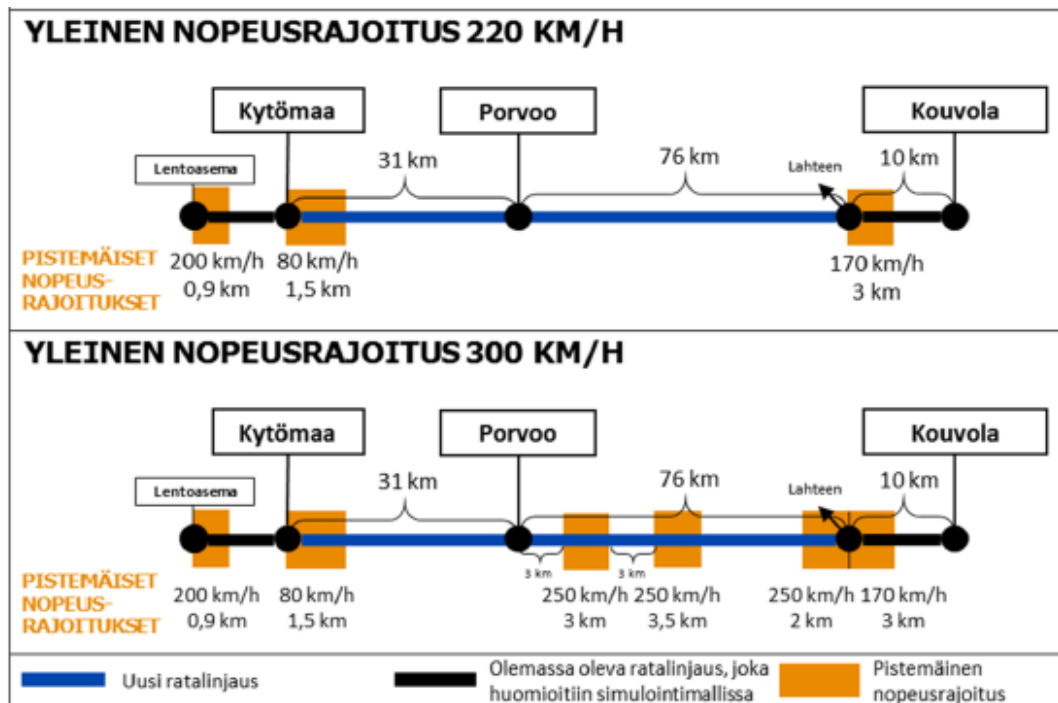 YLEINEN NOPEUSRAJOITUS 220 KM/H
Kytömaa
Porvoo
Kouvola
Lentoasema
31 km
76 km
Lahteen
10 km
PISTEMÄISET
NOPEUS-
RAJOITUKSET
200 km/h
0,9 km
80 km/h
1,5 km
170 km/h
3 km
YLEINEN NOPEUSRAJOITUS 300 KM/H
Kytömaa
Porvoo
Kouvola
Lentoasema
31 km
76 km
Lahteen
10 km
3 km
3 km
PISTEMÄISET
NOPEUS-
RAJOITUKSET
200 km/h
0,9 km
80 km/h
1,5 km
250 km/h
3 km
250 km/h
3,5 km
250 km/h
2 km
170 km/h
3 km
Uusi ratalinjaus
Olemassa oleva ratalinjaus, joka
huomioitiin simulointimallissa
Pistemäinen
nopeusrajoitus